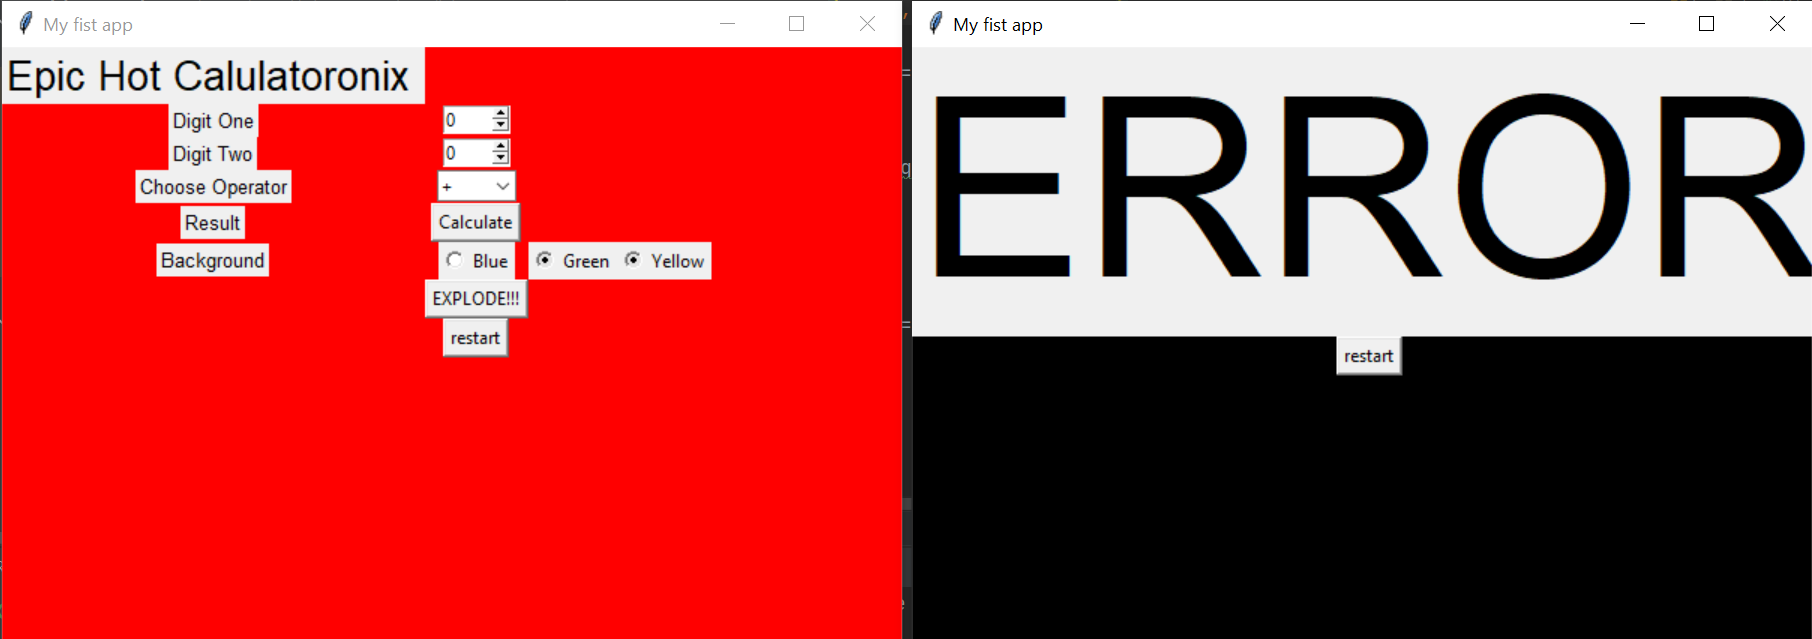 My fist app
Epic Hot Calulatoronix
Digit One 0
Digit Two 0
Choose Operator +
Result Calculate
Background Blue Green Yellow
EXPLODE!!!
restart
My fist app
ERROR
restart